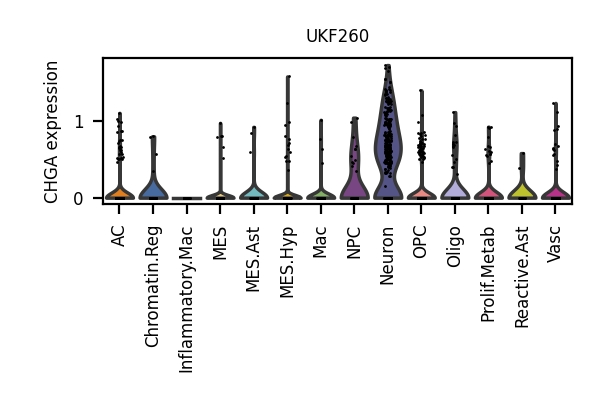 UKF260
CHGA expression
1
0
AC
Chromatin.Reg
Inflammatory.Mac
MES
MES.Ast
MES.Hyp
Mac
NPC
Neuron
OPC
Oligo
Prolif.Metab
Reactive.Ast
Vasc